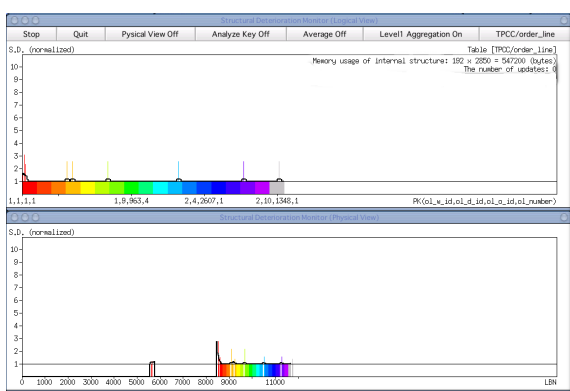 Structural Deterioration Monitor (Logical View)
Stop Quit Pysical View Off Analyze Key Off Average Off Level1 Aggregation On TPCC/order_line
S.D. (normalized) Table [TPCC/order_line]
Memory usage of internal structure: 192 x 2850 = 547200 (bytes)
The number of updates: 0
10
9
8
7
6
5
4
3
2
1
1,1,1,1 1,9,963,4 2,4,2607,1 2,10,1348,1 PK(ol_w_id,ol_d_id,ol_o_id,ol_number)
Structural Deterioration Monitor (Physical View)
S.D. (normalized)
10
9
8
7
6
5
4
3
2
1
0 1000 2000 3000 4000 5000 6000 7000 8000 9000 11000 LBN